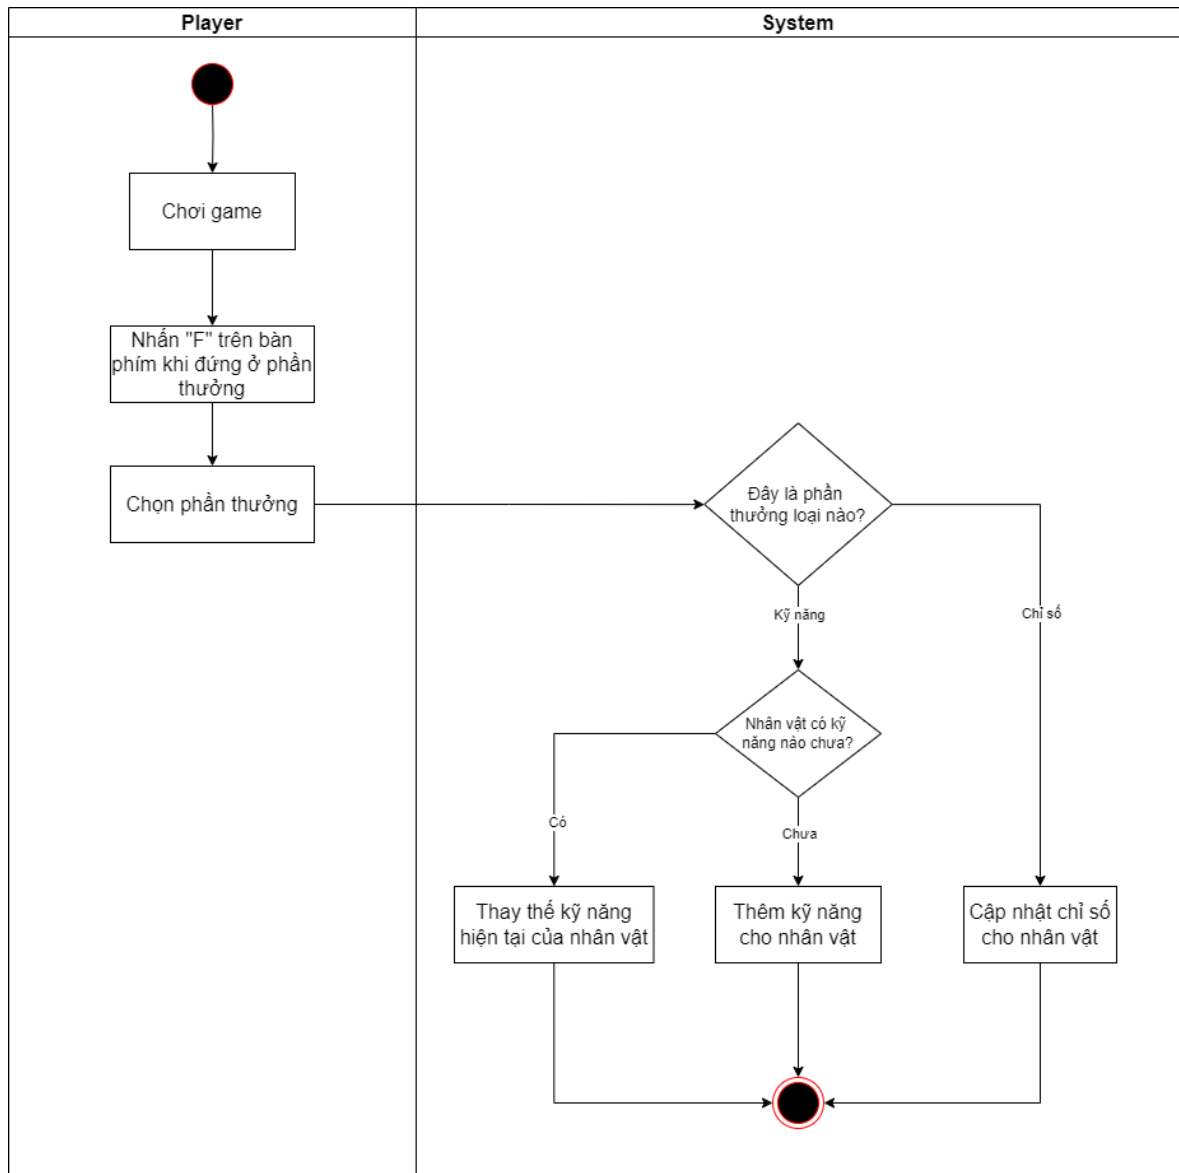 Player
System
Chơi game
Nhấn "F" trên bàn
phím khi đứng ở phần
thưởng
Chọn phần thưởng
Đây là phần
thưởng loại nào?
Kỹ năng
Chỉ số
Nhân vật có kỹ
năng nào chưa?
Có
Chưa
Thay thế kỹ năng
hiện tại của nhân vật
Thêm kỹ năng
cho nhân vật
Cập nhật chỉ số
cho nhân vật